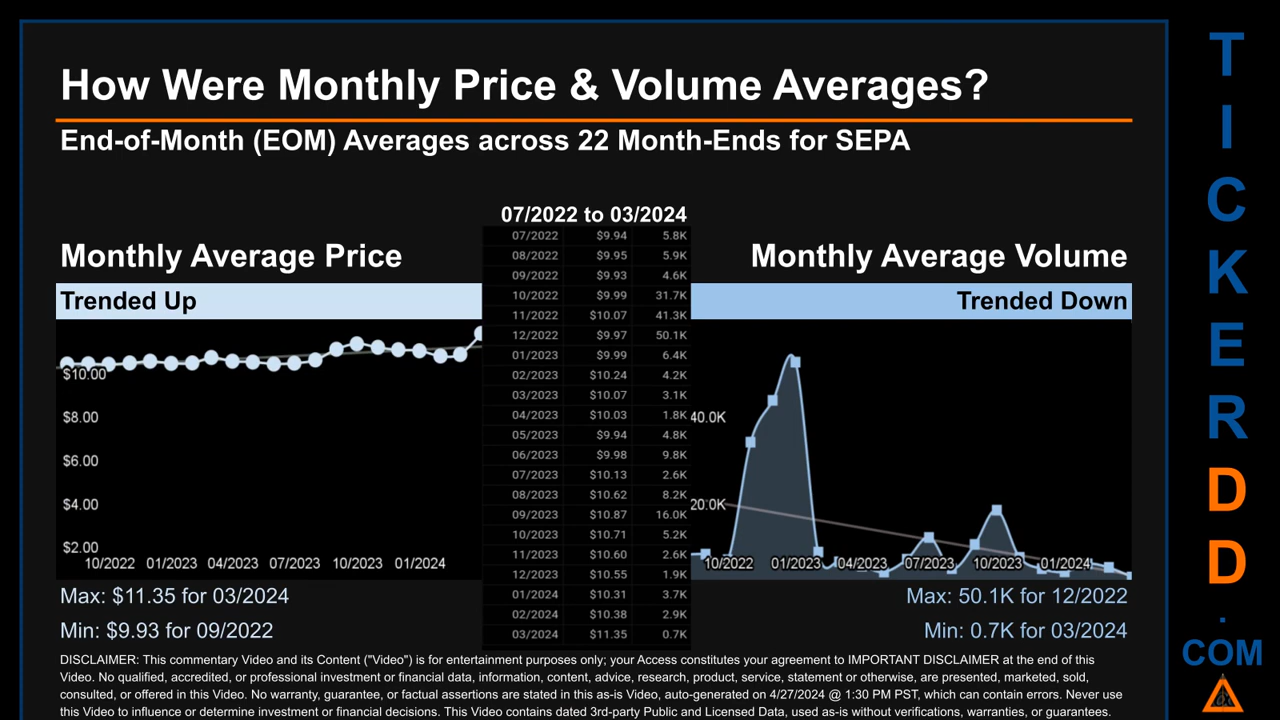 How Were Monthly Price & Volume Averages?
End-of-Month (EOM) Averages across 22 Month-Ends for SEPA
07/2022 to 03/2024
Monthly Average Price
Monthly Average Volume
Trended Up
Trended Down
07/2022 $9.94 5.8K
08/2022 $9.95 5.9K
09/2022 $9.93 4.6K
10/2022 $9.99 31.7K
11/2022 $10.07 41.3K
12/2022 $9.97 50.1K
01/2023 $9.99 6.4K
02/2023 $10.24 4.2K
03/2023 $10.07 3.1K
04/2023 $10.03 1.8K
05/2023 $9.94 4.8K
06/2023 $9.98 9.8K
07/2023 $10.13 2.6K
08/2023 $10.62 8.2K
09/2023 $10.87 16.0K
10/2023 $10.71 5.2K
11/2023 $10.60 2.6K
12/2023 $10.55 1.9K
01/2024 $10.31 3.7K
02/2024 $10.38 2.9K
03/2024 $11.35 0.7K
$10.00
$8.00
$6.00
$4.00
$2.00
10/2022 01/2023 04/2023 07/2023 10/2023 01/2024
40.0K
20.0K
10/2022 01/2023 04/2023 07/2023 10/2023 01/2024
Max: $11.35 for 03/2024
Min: $9.93 for 09/2022
Max: 50.1K for 12/2022
Min: 0.7K for 03/2024
DISCLAIMER: This commentary Video and its Content ("Video") is for entertainment purposes only; your Access constitutes your agreement to IMPORTANT DISCLAIMER at the end of this
Video. No qualified, accredited, or professional investment or financial data, information, content, advice, research, product, service, statement or otherwise, are presented, marketed, sold,
consulted, or offered in this Video. No warranty, guarantee, or factual assertions are stated in this as-is Video, auto-generated on 4/27/2024 @ 1:30 PM PST, which can contain errors. Never use
this Video to influence or determine investment or financial decisions. This Video contains dated 3rd-party Public and Licensed Data, used as-is without verifications, warranties, or guarantees.
T
I
C
K
E
R
D
D
.
COM